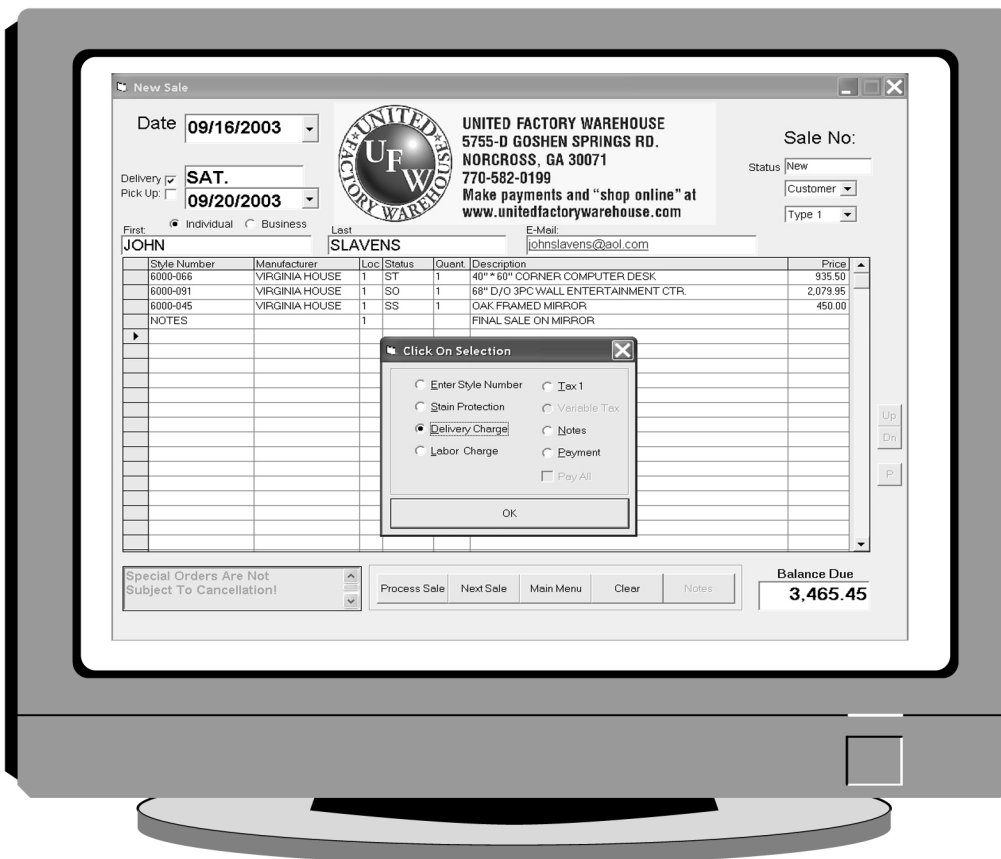 New Sale
Date 09/16/2003
Delivery
SAT.
Pick Up:
09/20/2003
Individual Business
UNITED FACTORY WAREHOUSE
UFW
UNITED FACTORY WAREHOUSE
5755-D GOSHEN SPRINGS RD.
NORCROSS, GA 30071
770-582-0199
Make payments and “shop online” at
www.unitedfactorywarehouse.com
Sale No:
Status New
Customer
Type 1
First: Last E-Mail:
JOHN SLAVENS johnslavens@aol.com
Style Number Manufacturer Loc Status Quant. Description Price
6000-066 VIRGINIA HOUSE 1 ST 1 40" * 60" CORNER COMPUTER DESK 935.50
6000-091 VIRGINIA HOUSE 1 SO 1 68" D/O 3PC WALL ENTERTAINMENT CTR. 2,079.95
6000-045 VIRGINIA HOUSE 1 SS 1 OAK FRAMED MIRROR 450.00
NOTES 1 FINAL SALE ON MIRROR
Click On Selection
Enter Style Number Tax 1
Stain Protection Variable Tax
Delivery Charge Notes
Labor Charge Payment
Pay All
OK
Up
Dn
P
Special Orders Are Not
Subject To Cancellation!
Process Sale Next Sale Main Menu Clear Notes
Balance Due
3,465.45